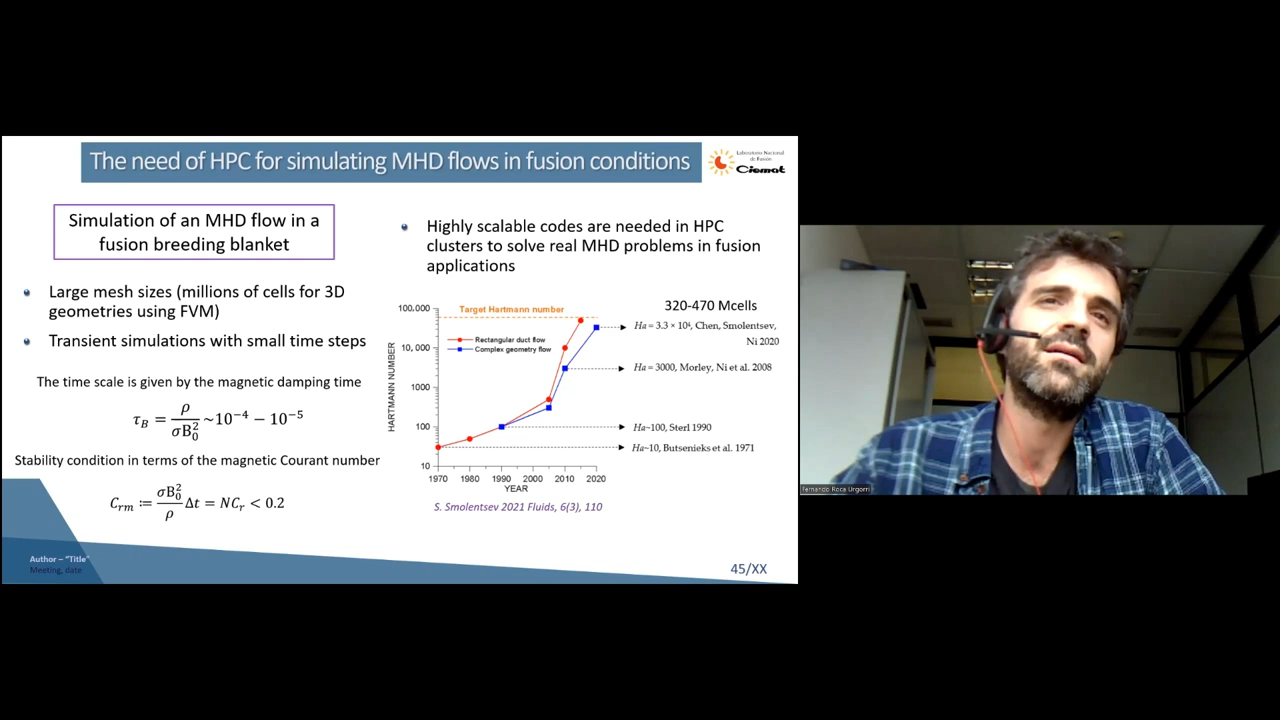 The need of HPC for simulating MHD flows in fusion conditions
Laboratorio Nacional
de Fusión
Ciemat
Simulation of an MHD flow in a
fusion breeding blanket
Large mesh sizes (millions of cells for 3D
geometries using FVM)
Transient simulations with small time steps
The time scale is given by the magnetic damping time
τ_B = ρ / σB₀² ~10⁻⁴ − 10⁻⁵
Stability condition in terms of the magnetic Courant number
C_rm ≔ σB₀² / ρ Δt = NC_r < 0.2
Highly scalable codes are needed in HPC
clusters to solve real MHD problems in fusion
applications
320-470 Mcells
100,000
10,000
1000
100
10
HARTMANN NUMBER
Target Hartmann number
Rectangular duct flow
Complex geometry flow
1970 1980 1990 2000 2010 2020
YEAR
Ha = 3.3 × 10⁴, Chen, Smolentsev,
Ni 2020
Ha = 3000, Morley, Ni et al. 2008
Ha~100, Sterl 1990
Ha~10, Butsenieks et al. 1971
S. Smolentsev 2021 Fluids, 6(3), 110
Author – “Title”
Meeting, date
45/XX
Fernando Roca Urgorri